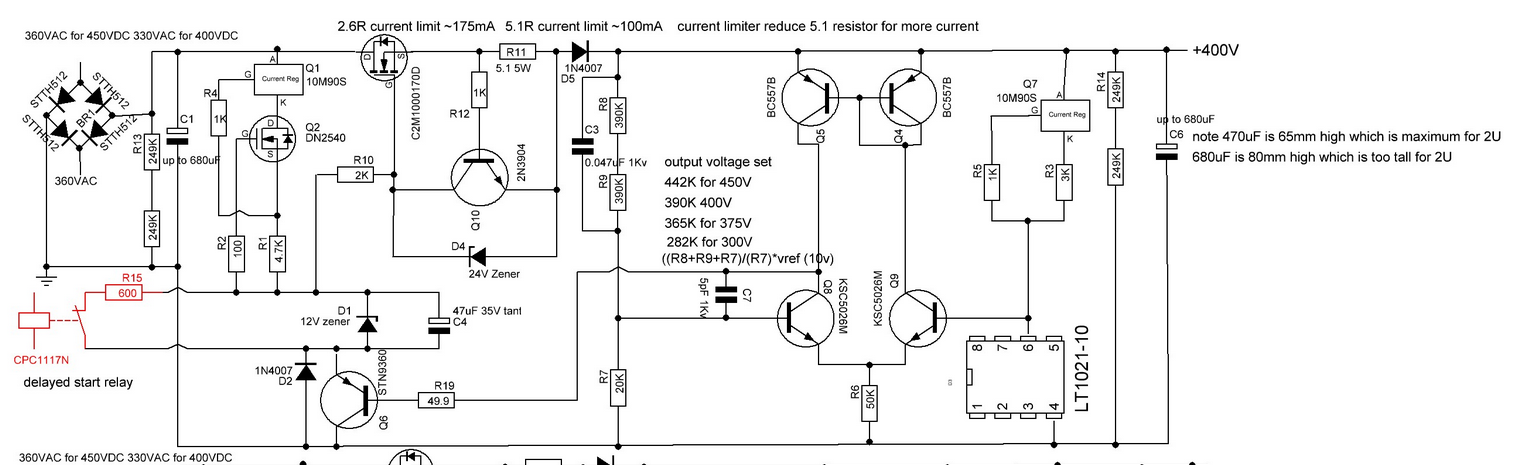 2.6R current limit ~175mA 5.1R current limit ~100mA current limiter reduce 5.1 resistor for more current
360VAC for 450VDC 330VAC for 400VDC
STTH512
STTH512
STTH512
STTH512
BR1
360VAC
R13
249K
249K
C1
up to 680uF
R4
1K
A
G
Current Reg
K
Q1
10M90S
D
G
S
Q2
DN2540
R2
100
R1
4.7K
D
S
G
C2M1000170D
R10
2K
1K
R12
R11
5.1 5W
1N4007
D5
2N3904
Q10
D4
24V Zener
C3
0.047uF 1Kv
R8
390K
R9
390K
output voltage set
442K for 450V
390K 400V
365K for 375V
282K for 300V
((R8+R9+R7)/(R7)*vref (10v)
BC557B
Q5
BC557B
Q4
Q7
10M90S
A
G
Current Reg
K
R5
1K
R3
3K
R14
249K
249K
+400V
up to 680uF
C6
note 470uF is 65mm high which is maximum for 2U
680uF is 80mm high which is too tall for 2U
R15
600
CPC1117N
delayed start relay
D1
12V zener
47uF 35V tant
C4
1N4007
D2
STN9360
Q6
R19
49.9
5pF 1Kv
C7
R7
20K
Q8
KSC5026M
KSC5026M
Q9
R6
50K
8 7 6 5
1 2 3 4
LT1021-10
360VAC for 450VDC 330VAC for 400VDC